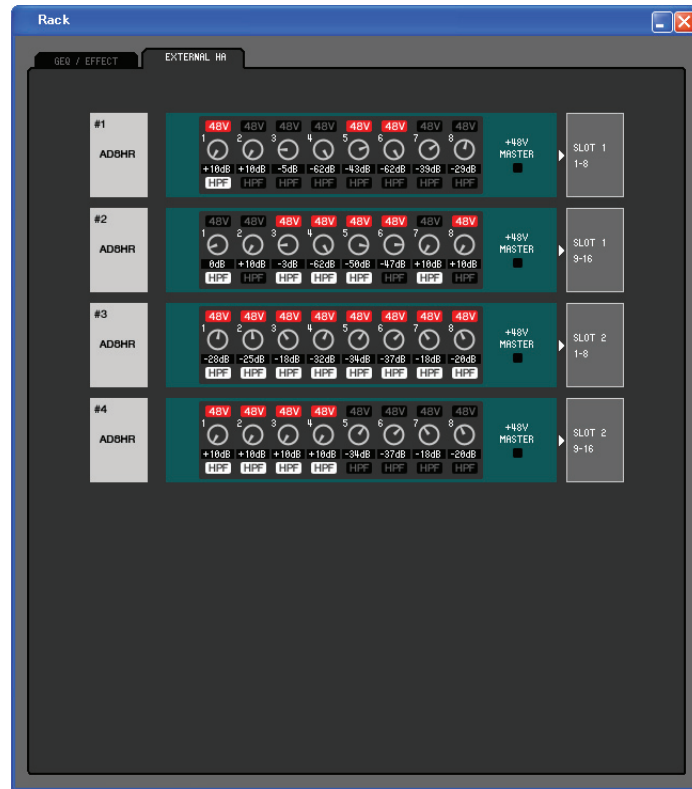 Rack
GEQ / EFFECT EXTERNAL HA
#1
AD8HR
48V 48V 48V 48V 48V 48V 48V 48V
1 2 3 4 5 6 7 8
+10dB +10dB -5dB -62dB -43dB -62dB -39dB -29dB
HPF HPF HPF HPF HPF HPF HPF HPF
+48V
MASTER
SLOT 1
1-8
#2
AD8HR
48V 48V 48V 48V 48V 48V 48V 48V
1 2 3 4 5 6 7 8
0dB +10dB -3dB -62dB -50dB -47dB +10dB +10dB
HPF HPF HPF HPF HPF HPF HPF HPF
+48V
MASTER
SLOT 1
9-16
#3
AD8HR
48V 48V 48V 48V 48V 48V 48V 48V
1 2 3 4 5 6 7 8
-28dB -25dB -18dB -32dB -34dB -37dB -18dB -20dB
HPF HPF HPF HPF HPF HPF HPF HPF
+48V
MASTER
SLOT 2
1-8
#4
AD8HR
48V 48V 48V 48V 48V 48V 48V 48V
1 2 3 4 5 6 7 8
+10dB +10dB +10dB +10dB -34dB -37dB -18dB -20dB
HPF HPF HPF HPF HPF HPF HPF HPF
+48V
MASTER
SLOT 2
9-16